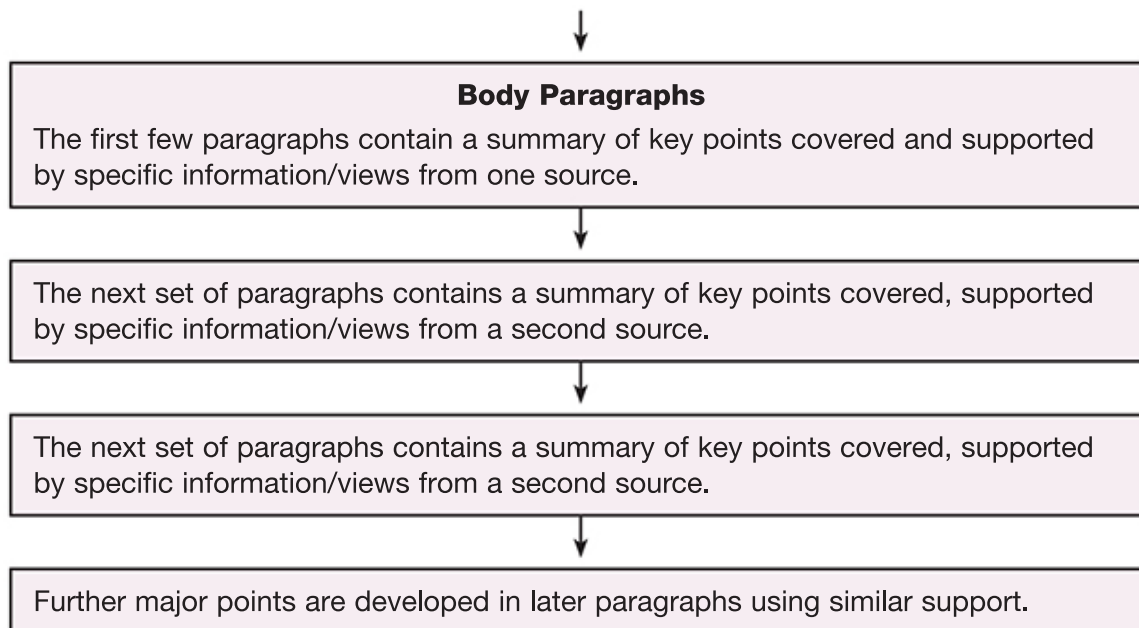 Body Paragraphs
The first few paragraphs contain a summary of key points covered and supported
by specific information/views from one source.
The next set of paragraphs contains a summary of key points covered, supported
by specific information/views from a second source.
The next set of paragraphs contains a summary of key points covered, supported
by specific information/views from a second source.
Further major points are developed in later paragraphs using similar support.